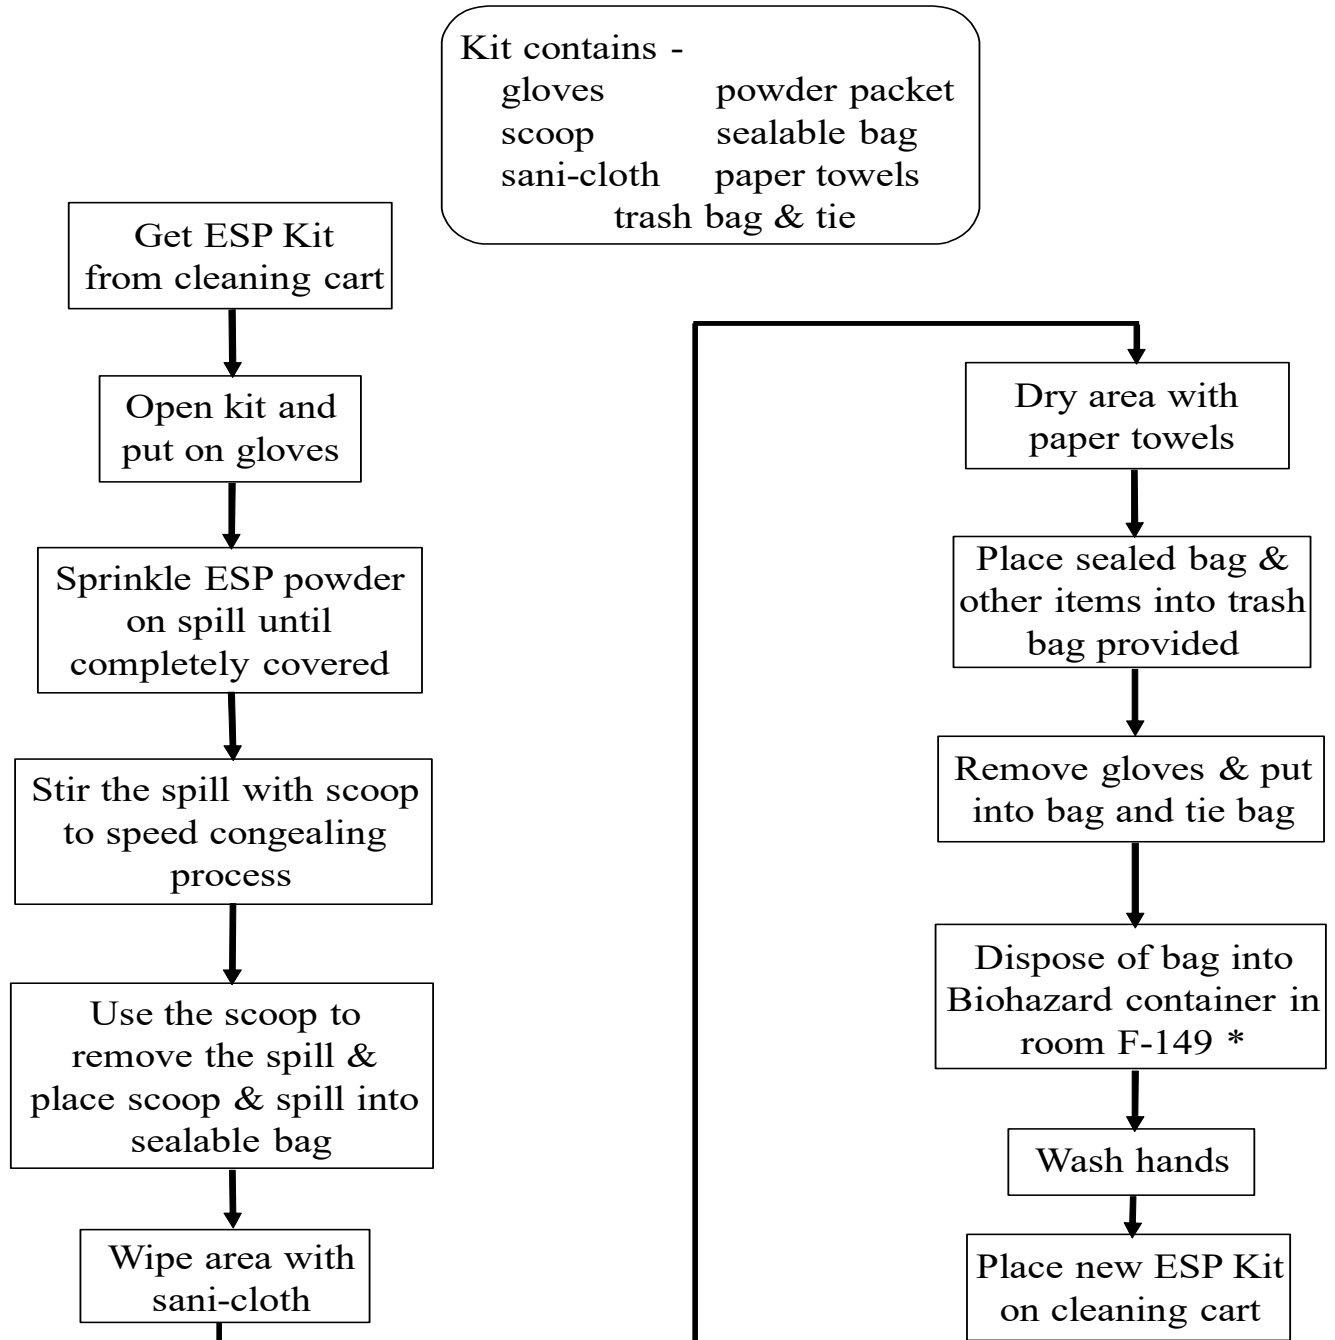 Kit contains -
gloves powder packet
scoop sealable bag
sani-cloth paper towels
trash bag & tie
Get ESP Kit
from cleaning cart
Open kit and
put on gloves
Sprinkle ESP powder
on spill until
completely covered
Stir the spill with scoop
to speed congealing
process
Use the scoop to
remove the spill &
place scoop & spill into
sealable bag
Wipe area with
sani-cloth
Dry area with
paper towels
Place sealed bag &
other items into trash
bag provided
Remove gloves & put
into bag and tie bag
Dispose of bag into
Biohazard container in
room F-149 *
Wash hands
Place new ESP Kit
on cleaning cart